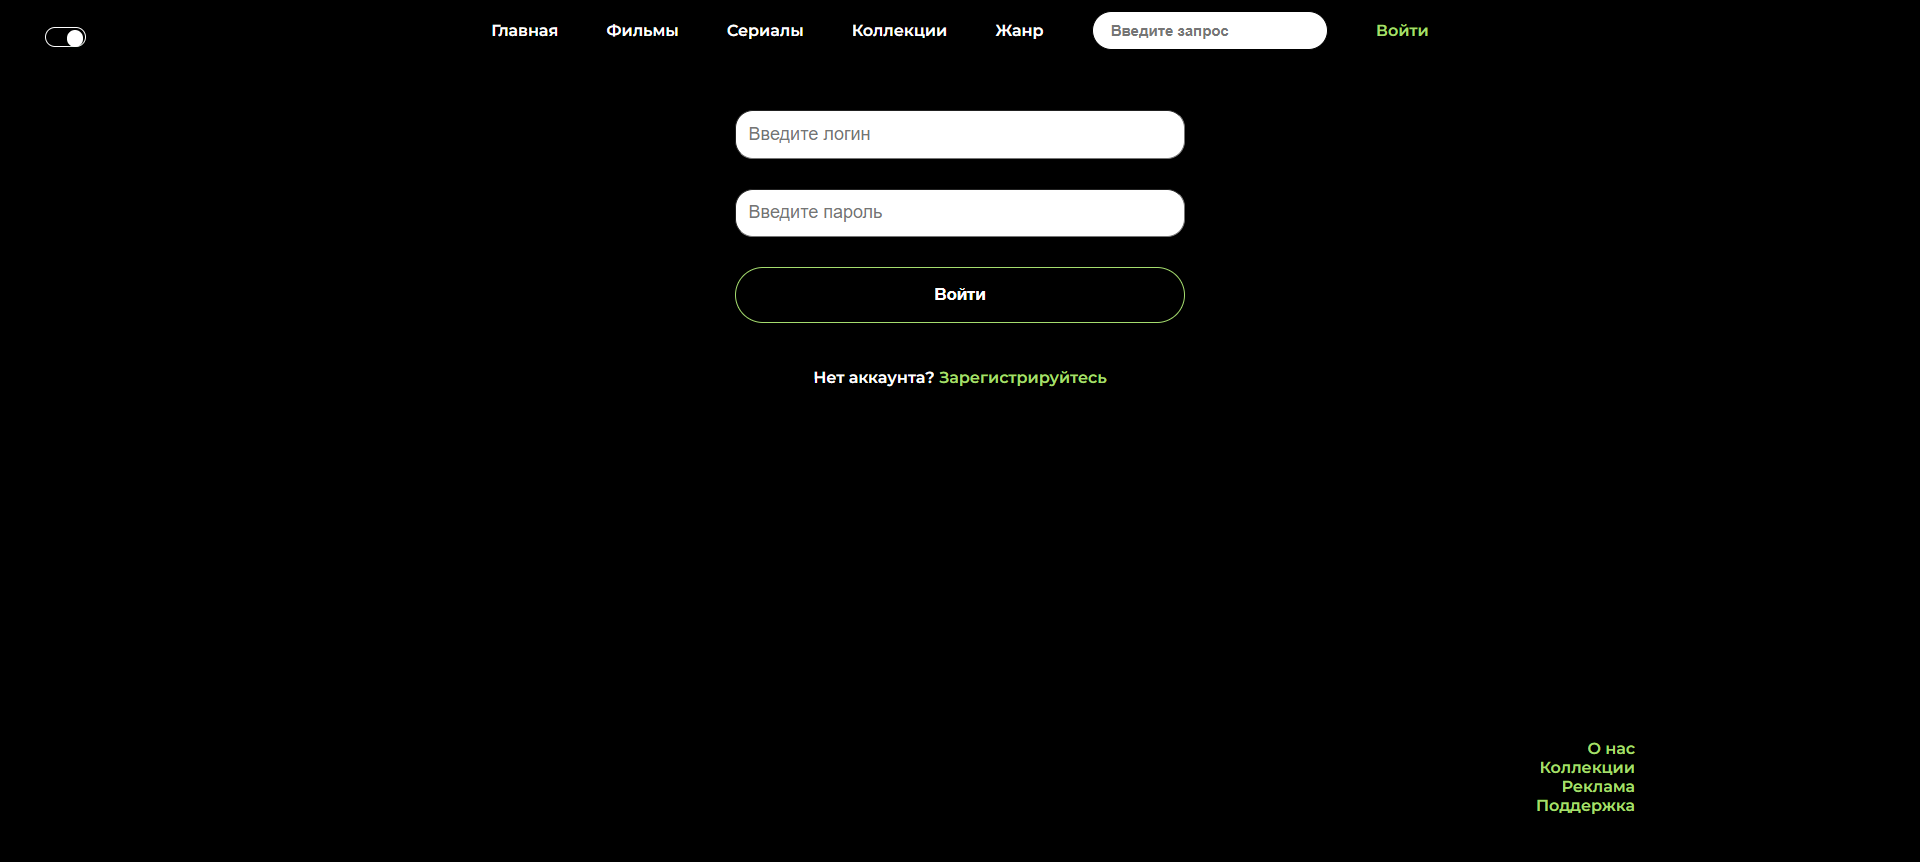 Главная Фильмы Сериалы Коллекции Жанр Введите запрос Войти
Введите логин
Введите пароль
Войти
Нет аккаунта? Зарегистрируйтесь
О нас
Коллекции
Реклама
Поддержка